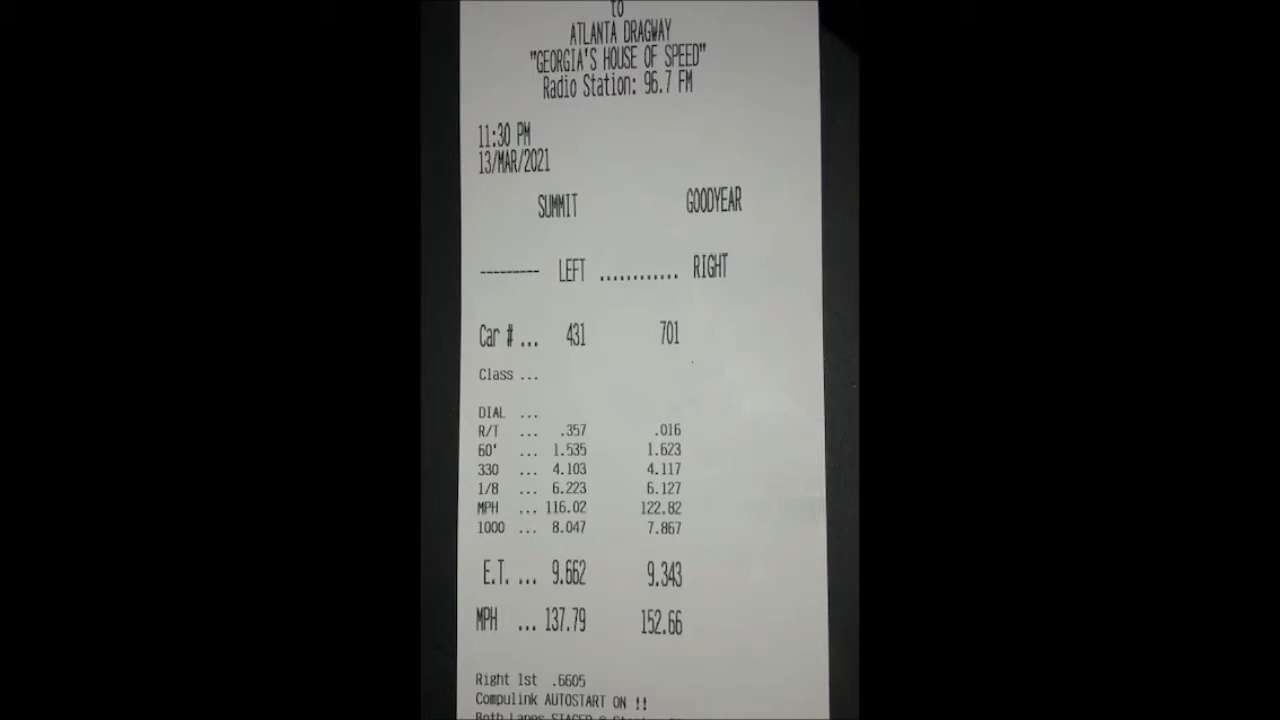 to
ATLANTA DRAGWAY
"GEORGIA'S HOUSE OF SPEED"
Radio Station: 96.7 FM
11:30 PM
13/MAR/2021
SUMMIT GOODYEAR
--------- LEFT ............ RIGHT
Car # ... 431 701
Class ...
DIAL ...
R/T ... .357 .016
60' ... 1.535 1.623
330 ... 4.103 4.117
1/8 ... 6.223 6.127
MPH ... 116.02 122.82
1000 ... 8.047 7.867
E.T. ... 9.662 9.343
MPH ... 137.79 152.66
Right 1st .6605
Compulink AUTOSTART ON !!
Both Lanes STAGED